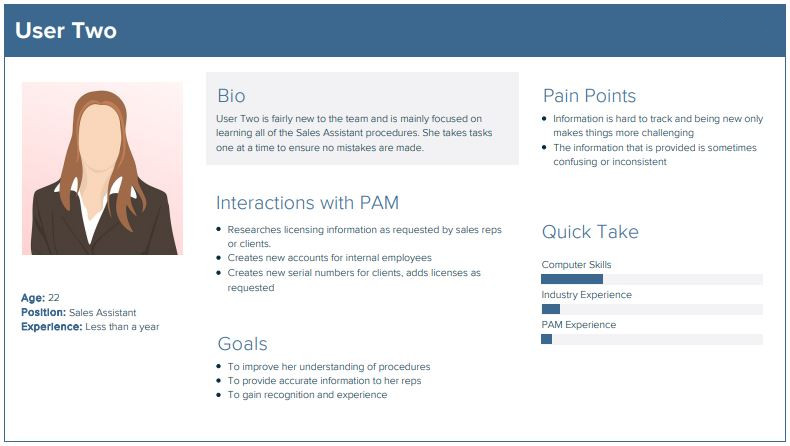 User Two
Age: 22
Position: Sales Assistant
Experience: Less than a year
Bio
User Two is fairly new to the team and is mainly focused on
learning all of the Sales Assistant procedures. She takes tasks
one at a time to ensure no mistakes are made.
Interactions with PAM
• Researches licensing information as requested by sales reps
or clients.
• Creates new accounts for internal employees
• Creates new serial numbers for clients, adds licenses as
requested
Goals
• To improve her understanding of procedures
• To provide accurate information to her reps
• To gain recognition and experience
Pain Points
• Information is hard to track and being new only
makes things more challenging
• The information that is provided is sometimes
confusing or inconsistent
Quick Take
Computer Skills
Industry Experience
PAM Experience